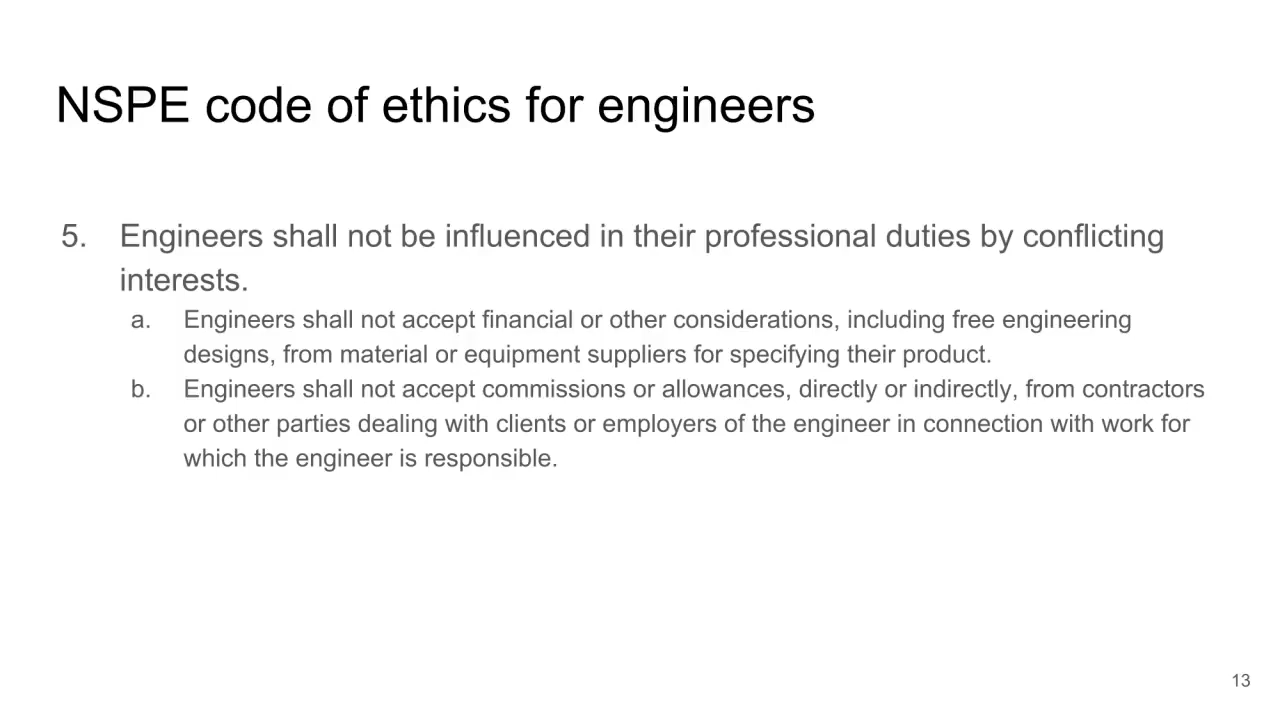 NSPE code of ethics for engineers
5. Engineers shall not be influenced in their professional duties by conflicting
interests.
a. Engineers shall not accept financial or other considerations, including free engineering
designs, from material or equipment suppliers for specifying their product.
b. Engineers shall not accept commissions or allowances, directly or indirectly, from contractors
or other parties dealing with clients or employers of the engineer in connection with work for
which the engineer is responsible.
13